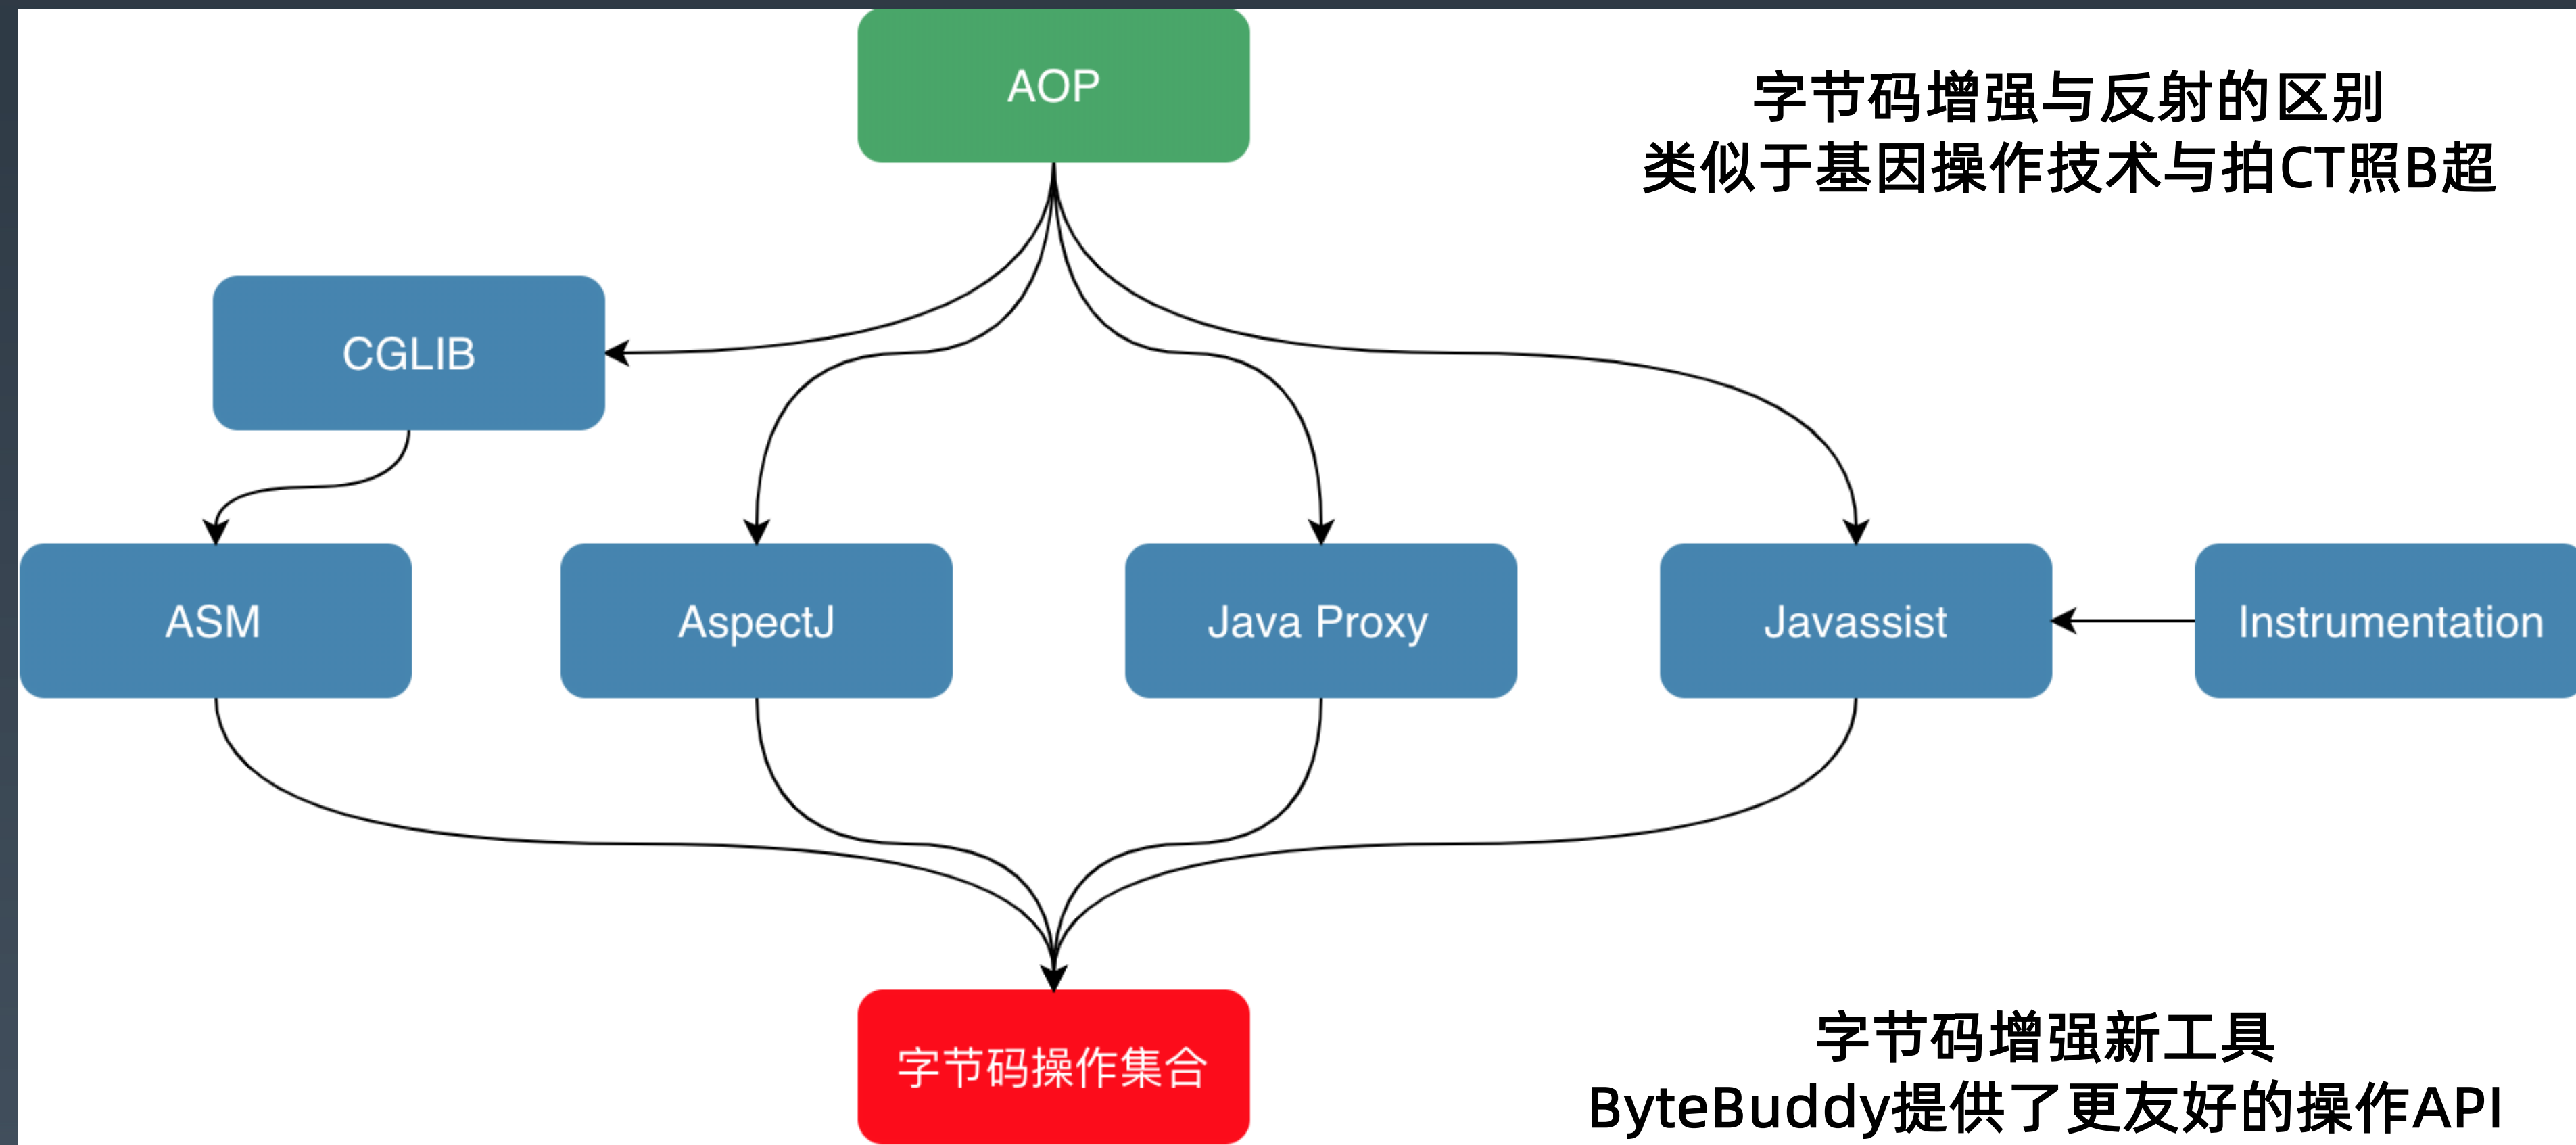 AOP
字节码增强与反射的区别
类似于基因操作技术与拍CT照B超
CGLIB
ASM
AspectJ
Java Proxy
Javassist
Instrumentation
字节码操作集合
字节码增强新工具
ByteBuddy提供了更友好的操作API